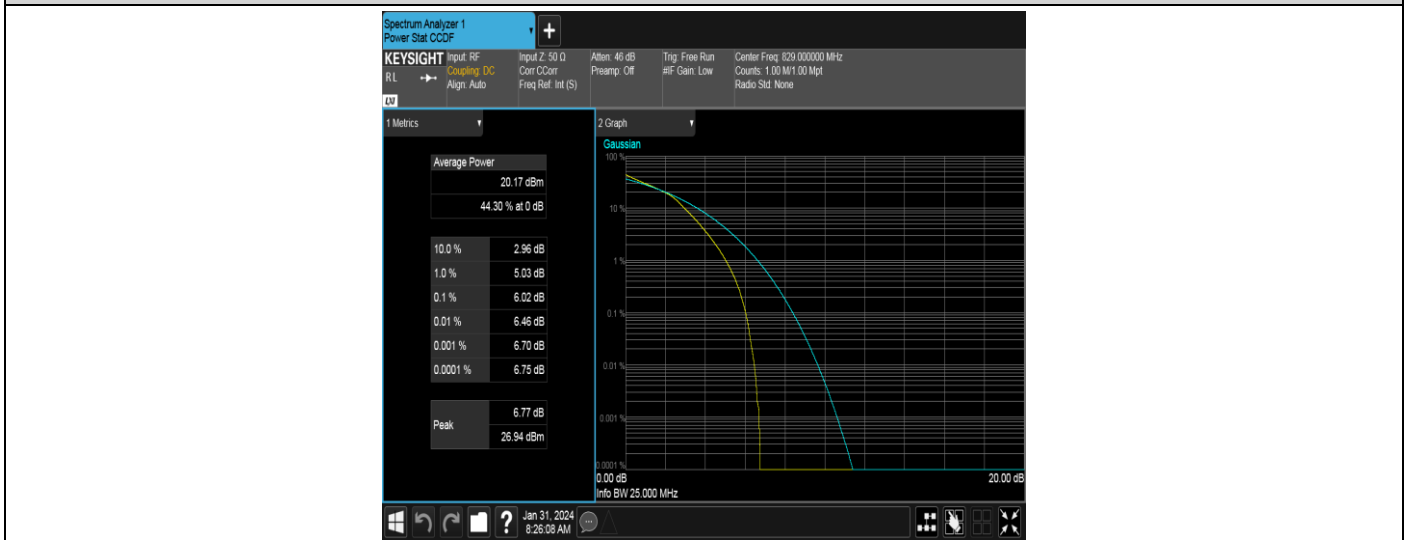 Spectrum Analyzer 1
Power Stat CCDF
+
KEYSIGHT
R L
LXI
Input: RF
Coupling: DC
Align: Auto
Input Z: 50 Ω
Corr CCorr
Freq Ref: Int (S)
Atten: 46 dB
Preamp: Off
Trig: Free Run
#IF Gain: Low
Center Freq: 829.000000 MHz
Counts: 1.00 M/1.00 Mpt
Radio Std: None
1 Metrics
Average Power
20.17 dBm
44.30 % at 0 dB
10.0 % 2.96 dB
1.0 % 5.03 dB
0.1 % 6.02 dB
0.01 % 6.46 dB
0.001 % 6.70 dB
0.0001 % 6.75 dB
Peak 6.77 dB
26.94 dBm
2 Graph
Gaussian
100 %
10 %
1 %
0.1 %
0.01 %
0.001 %
0.0001 %
0.00 dB 20.00 dB
Info BW 25.000 MHz
?
Jan 31, 2024
8:26:08 AM